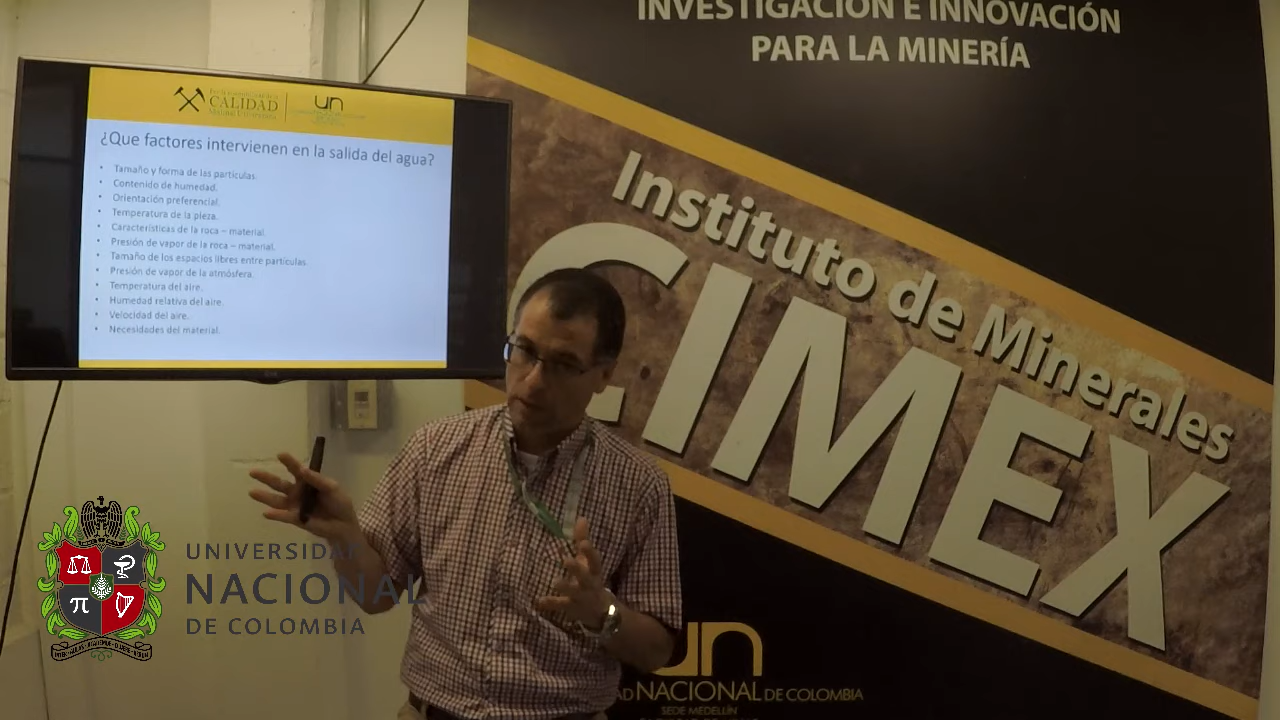 INVESTIGACIÓN E INNOVACIÓN
PARA LA MINERÍA
CALIDAD
un
¿Que factores intervienen en la salida del agua?
• Tamaño y forma de las partículas.
• Contenido de humedad.
• Orientación preferencial.
• Temperatura de la pieza.
• Características de la roca – material.
• Presión de vapor de la roca – material.
• Tamaño de los espacios libres entre partículas.
• Presión de vapor de la atmósfera.
• Temperatura del aire.
• Humedad relativa del aire.
• Velocidad del aire.
• Necesidades del material.
Instituto de Minerales
CIMEX
UNIVERSIDAD
NACIONAL
DE COLOMBIA
un
AD NACIONAL DE COLOMBIA
SEDE MEDELLÍN